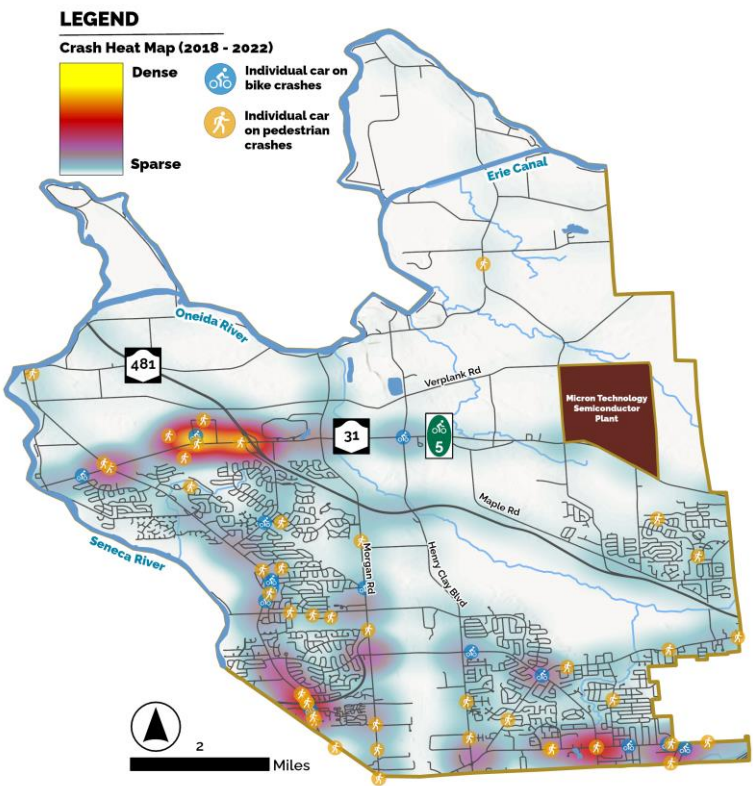 LEGEND
Crash Heat Map (2018 - 2022)
Dense
Sparse
Individual car on
bike crashes
Individual car
on pedestrian
crashes
Erie Canal
Oneida River
481
Verplank Rd
Micron Technology
Semiconductor
Plant
31
5
Maple Rd
Seneca River
Morgan Rd
Henry Clay Blvd
2
Miles